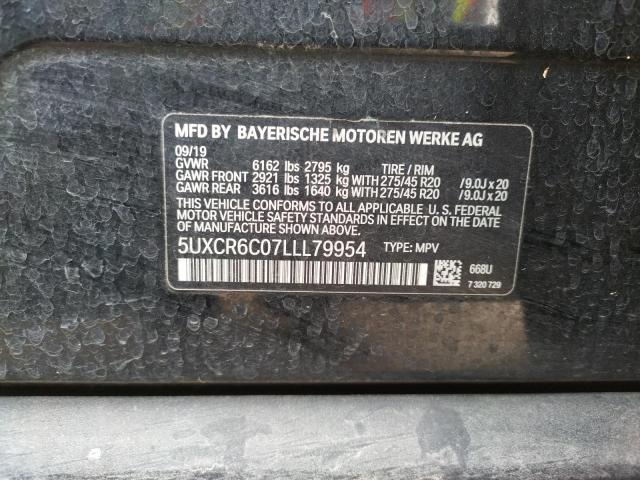 MFD BY BAYERISCHE MOTOREN WERKE AG
09/19
GVWR 6162 lbs 2795 kg TIRE / RIM
GAWR FRONT 2921 lbs 1325 kg WITH 275/45 R20 /9.0J x 20
GAWR REAR 3616 lbs 1640 kg WITH 275/45 R20 /9.0J x 20
THIS VEHICLE CONFORMS TO ALL APPLICABLE U. S. FEDERAL
MOTOR VEHICLE SAFETY STANDARDS IN EFFECT ON THE
DATE OF MANUFACTURE SHOWN ABOVE.
5UXCR6C07LLL79954 TYPE: MPV
668U
7 320 729